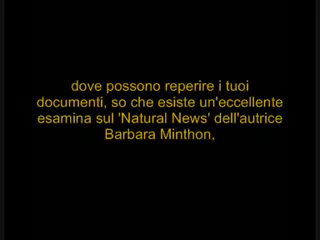 dove possono reperire i tuoi
documenti, so che esiste un'eccellente
esamina sul 'Natural News' dell'autrice
Barbara Minthon,